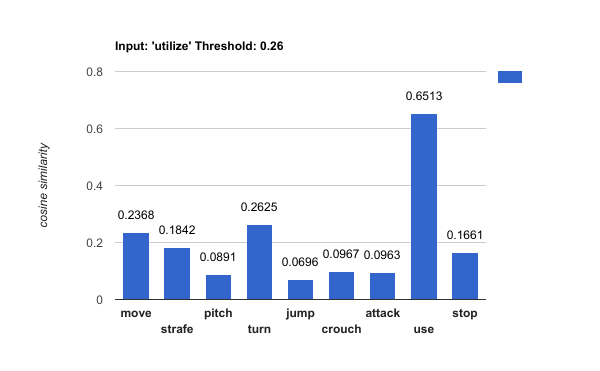 Input: 'utilize' Threshold: 0.26
cosine similarity
0.8
0.6
0.4
0.2
0
0.2368
0.1842
0.0891
0.2625
0.0696
0.0967
0.0963
0.6513
0.1661
move
strafe
pitch
turn
jump
crouch
attack
use
stop